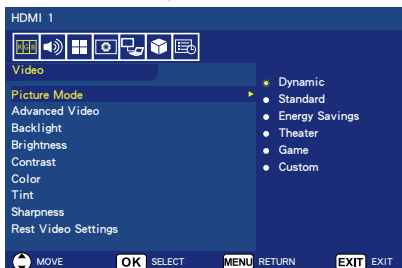 HDMI 1
RGB
Video
Picture Mode
Advanced Video
Backlight
Brightness
Contrast
Color
Tint
Sharpness
Rest Video Settings
Dynamic
Standard
Energy Savings
Theater
Game
Custom
MOVE OK SELECT MENU RETURN EXIT EXIT